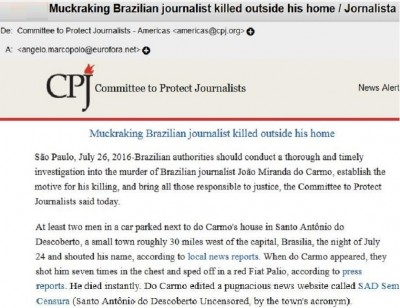 Muckraking Brazilian journalist killed outside his home / Jornalista
De: Committee to Protect Journalists - Americas <americas@cpj.org>
A: <angelo.marcopolo@eurofora.net>
CPJ Committee to Protect Journalists
News Alert
Muckraking Brazilian journalist killed outside his home
São Paulo, July 26, 2016-Brazilian authorities should conduct a thorough and timely
investigation into the murder of Brazilian journalist João Miranda do Carmo, establish the
motive for his killing, and bring all those responsible to justice, the Committee to Protect
Journalists said today.
At least two men in a car parked next to do Carmo's house in Santo Antônio do
Descoberto, a small town roughly 30 miles west of the capital, Brasilia, the night of July
24 and shouted his name, according to local news reports. When do Carmo appeared, they
shot him seven times in the chest and sped off in a red Fiat Palio, according to press
reports. He died instantly. Do Carmo edited a pugnacious news website called SAD Sem
Censura (Santo Antônio do Descoberto Uncensored, by the town's acronym).